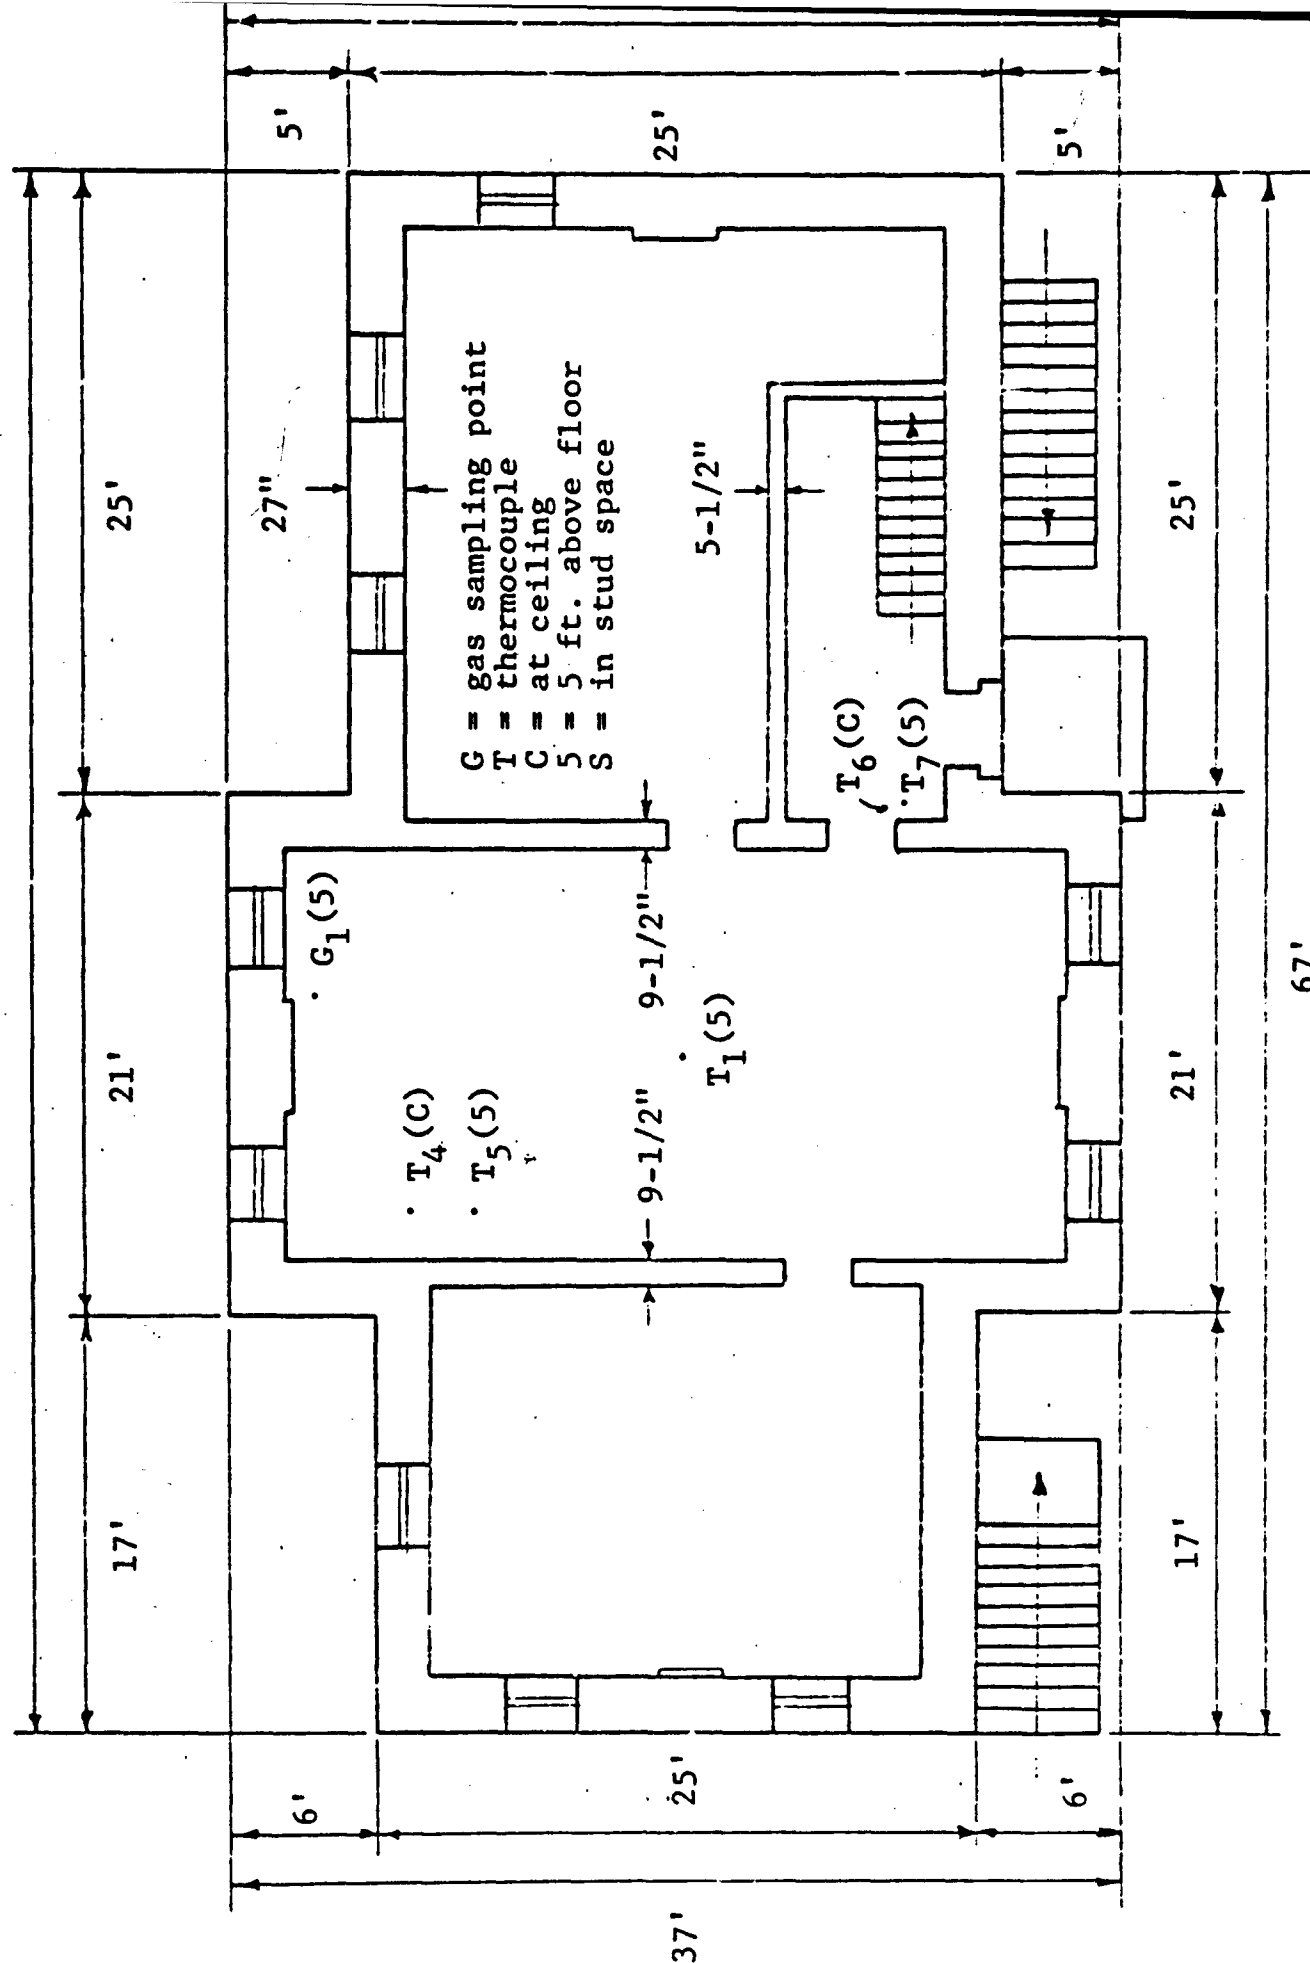 17'
21'
25'
6'
27"
5'
G1(5)
T4(C)
T5(5)
G = gas sampling point
T = thermocouple
C = at ceiling
5 = 5 ft. above floor
S = in stud space
9-1/2"
9-1/2"
37'
25'
25'
T1(5)
5-1/2"
T6(C)
T7(5)
6'
5'
17'
21'
25'
67'